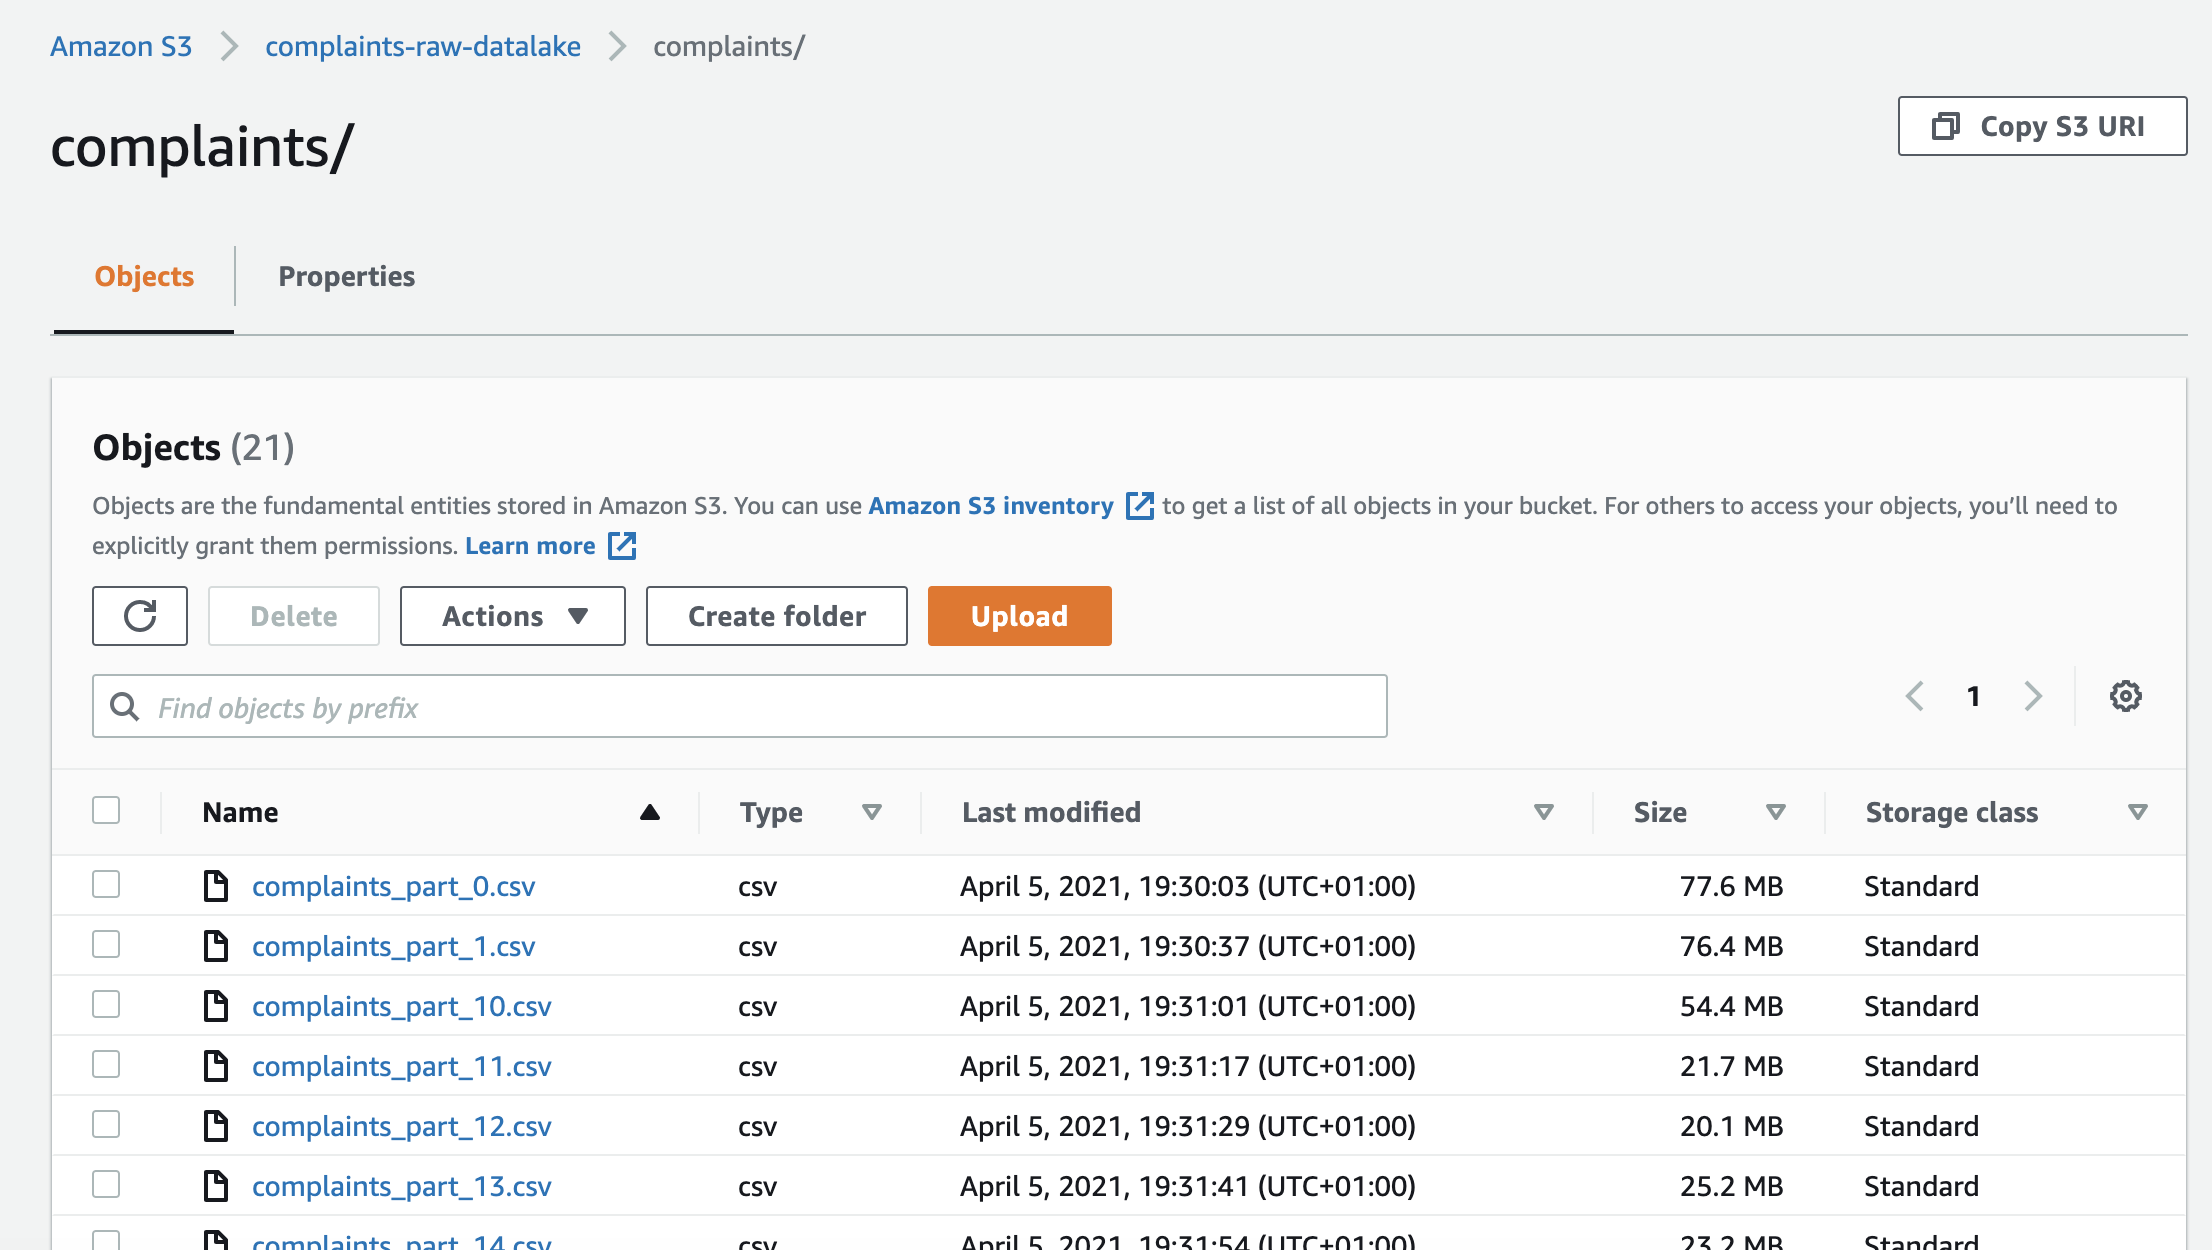 Amazon S3 complaints-raw-datalake complaints/
complaints/
Copy S3 URI
Objects Properties
Objects (21)
Objects are the fundamental entities stored in Amazon S3. You can use Amazon S3 inventory to get a list of all objects in your bucket. For others to access your objects, you’ll need to
explicitly grant them permissions. Learn more
Delete Actions Create folder Upload
Find objects by prefix 1
Name Type Last modified Size Storage class
complaints_part_0.csv csv April 5, 2021, 19:30:03 (UTC+01:00) 77.6 MB Standard
complaints_part_1.csv csv April 5, 2021, 19:30:37 (UTC+01:00) 76.4 MB Standard
complaints_part_10.csv csv April 5, 2021, 19:31:01 (UTC+01:00) 54.4 MB Standard
complaints_part_11.csv csv April 5, 2021, 19:31:17 (UTC+01:00) 21.7 MB Standard
complaints_part_12.csv csv April 5, 2021, 19:31:29 (UTC+01:00) 20.1 MB Standard
complaints_part_13.csv csv April 5, 2021, 19:31:41 (UTC+01:00) 25.2 MB Standard
complaints_part_14.csv csv April 5, 2021, 19:31:54 (UTC+01:00) 23.2 MB Standard